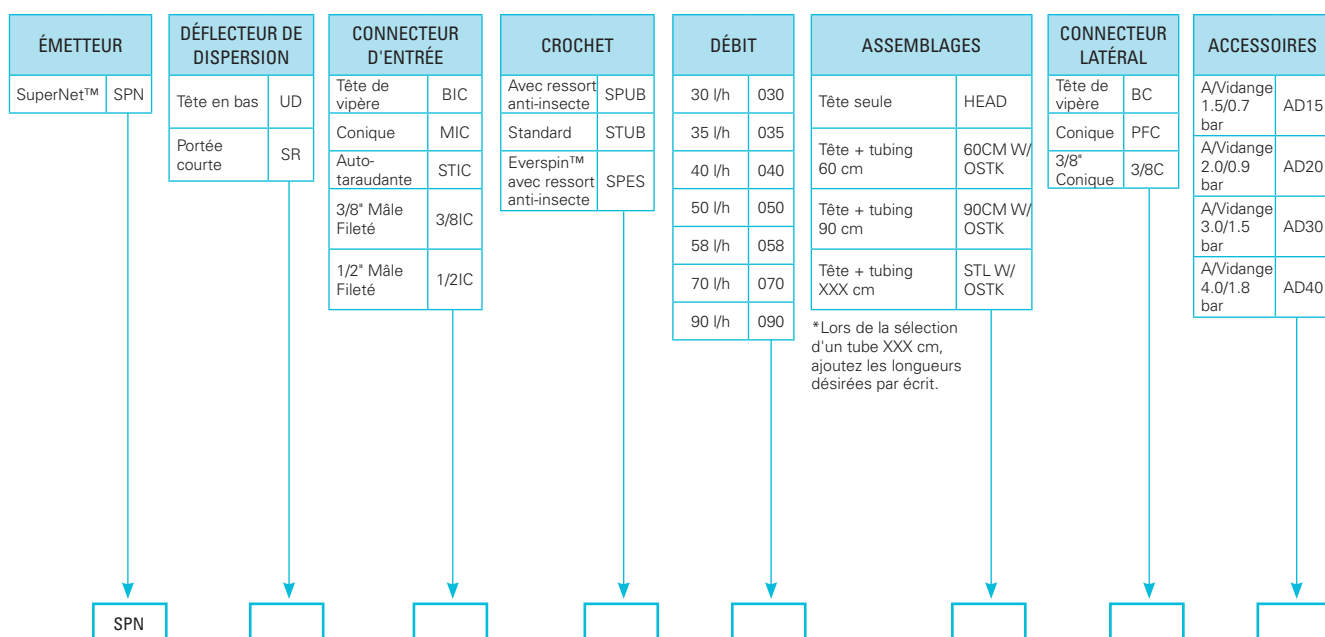 ÉMETTEUR
SuperNet™ SPN
DÉFLECTEUR DE
DISPERSION
Tête en bas UD
Portée
courte SR
CONNECTEUR
D'ENTRÉE
Tête de
vipère BIC
Conique MIC
Auto-
taraudante STIC
3/8" Mâle
Fileté 3/8IC
1/2" Mâle
Fileté 1/2IC
CROCHET
Avec ressort
anti-insecte SPUB
Standard STUB
Everspin™
avec ressort
anti-insecte SPES
DÉBIT
30 l/h 030
35 l/h 035
40 l/h 040
50 l/h 050
58 l/h 058
70 l/h 070
90 l/h 090
ASSEMBLAGES
Tête seule HEAD
Tête + tubing
60 cm
60CM W/
OSTK
Tête + tubing
90 cm
90CM W/
OSTK
Tête + tubing
XXX cm
STL W/
OSTK
*Lors de la sélection
d'un tube XXX cm,
ajoutez les longueurs
désirées par écrit.
CONNECTEUR
LATÉRAL
Tête de
vipère BC
Conique PFC
3/8"
Conique 3/8C
ACCESSOIRES
A/Vidange
1.5/0.7
bar AD15
A/Vidange
2.0/0.9
bar AD20
A/Vidange
3.0/1.5
bar AD30
A/Vidange
4.0/1.8
bar AD40
SPN